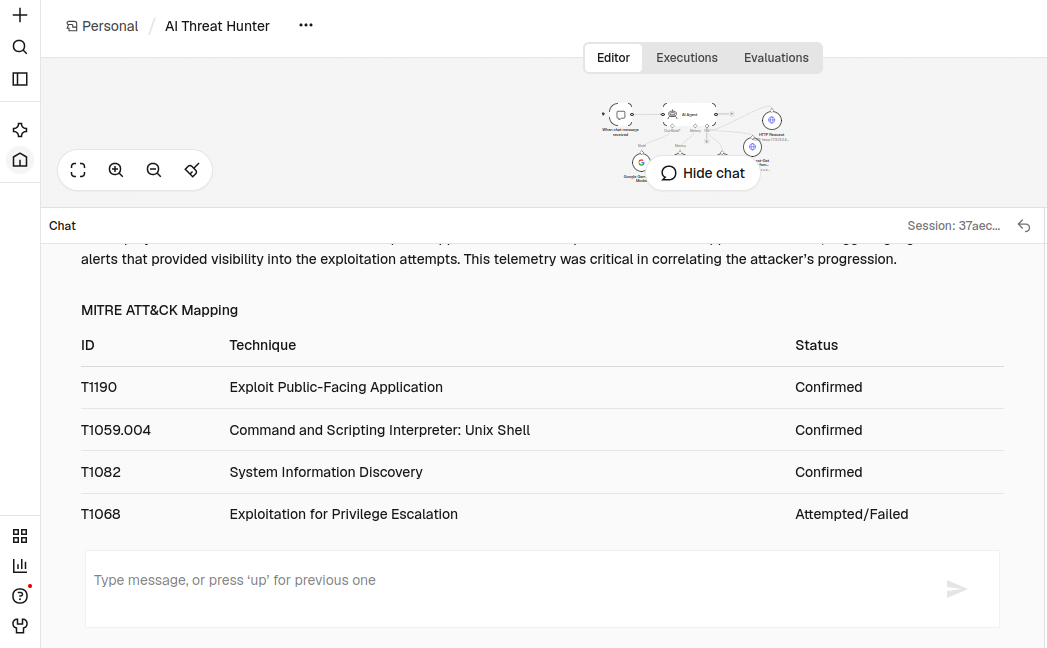 Personal / AI Threat Hunter ...
Editor Executions Evaluations
When chat message received
AI Agent
Memory
HTTP Request
Model
Memory
Hide chat
Chat Session: 37aec...
alerts that provided visibility into the exploitation attempts. This telemetry was critical in correlating the attacker’s progression.
MITRE ATT&CK Mapping
ID Technique Status
T1190 Exploit Public-Facing Application Confirmed
T1059.004 Command and Scripting Interpreter: Unix Shell Confirmed
T1082 System Information Discovery Confirmed
T1068 Exploitation for Privilege Escalation Attempted/Failed
Type message, or press ‘up’ for previous one